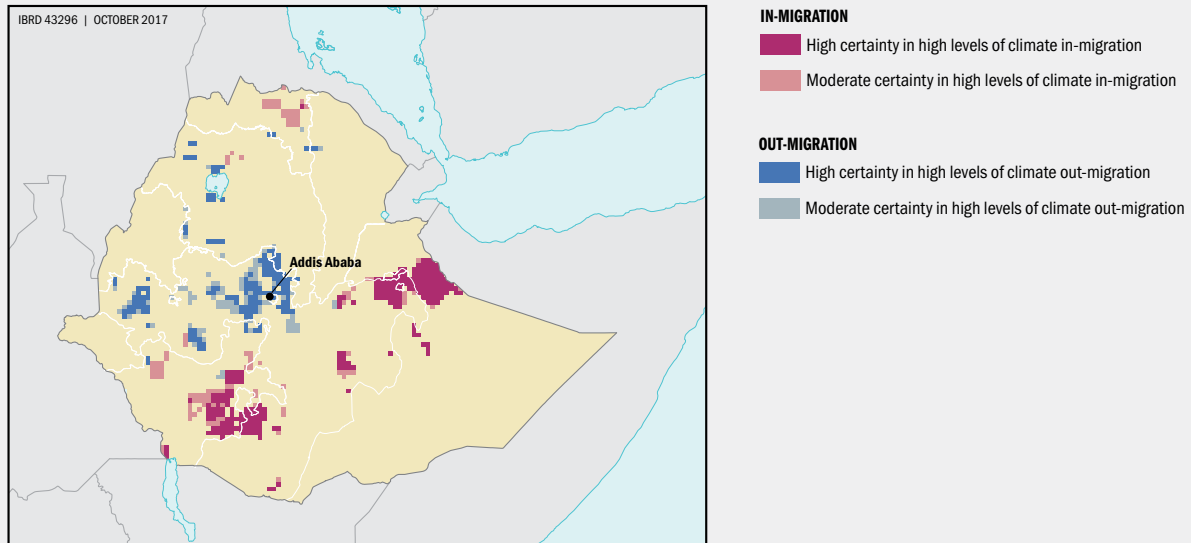 IBRD 43296 | OCTOBER 2017
Addis Ababa
IN-MIGRATION
High certainty in high levels of climate in-migration
Moderate certainty in high levels of climate in-migration
OUT-MIGRATION
High certainty in high levels of climate out-migration
Moderate certainty in high levels of climate out-migration